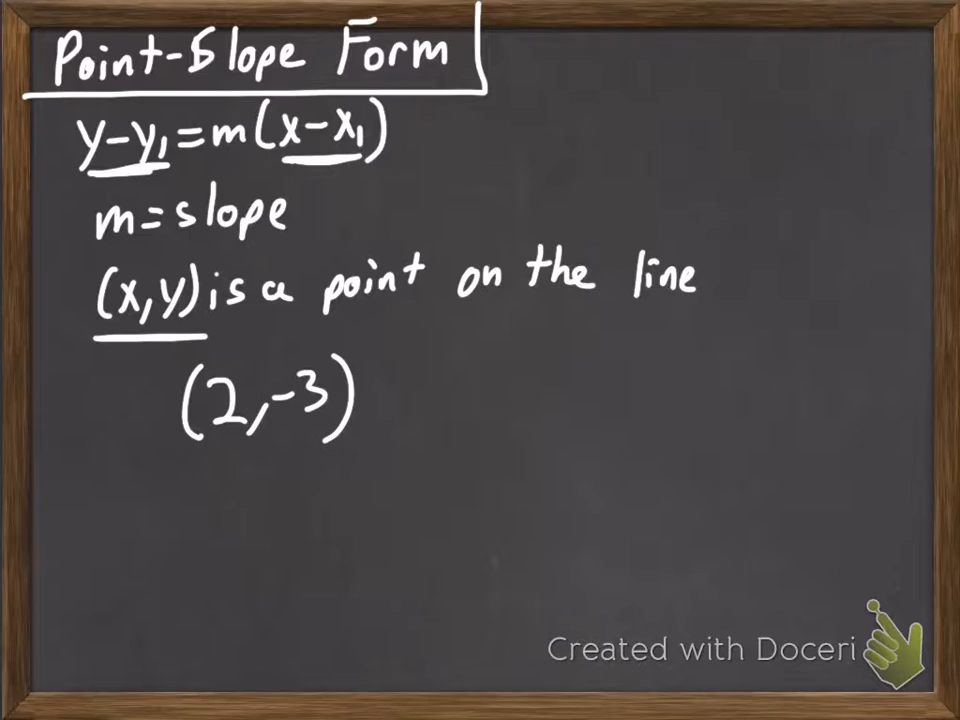 Point-Slope Form
y-y₁=m(x-x₁)
m=slope
(x,y) is a point on the line
(2,-3)
Created with Doceri